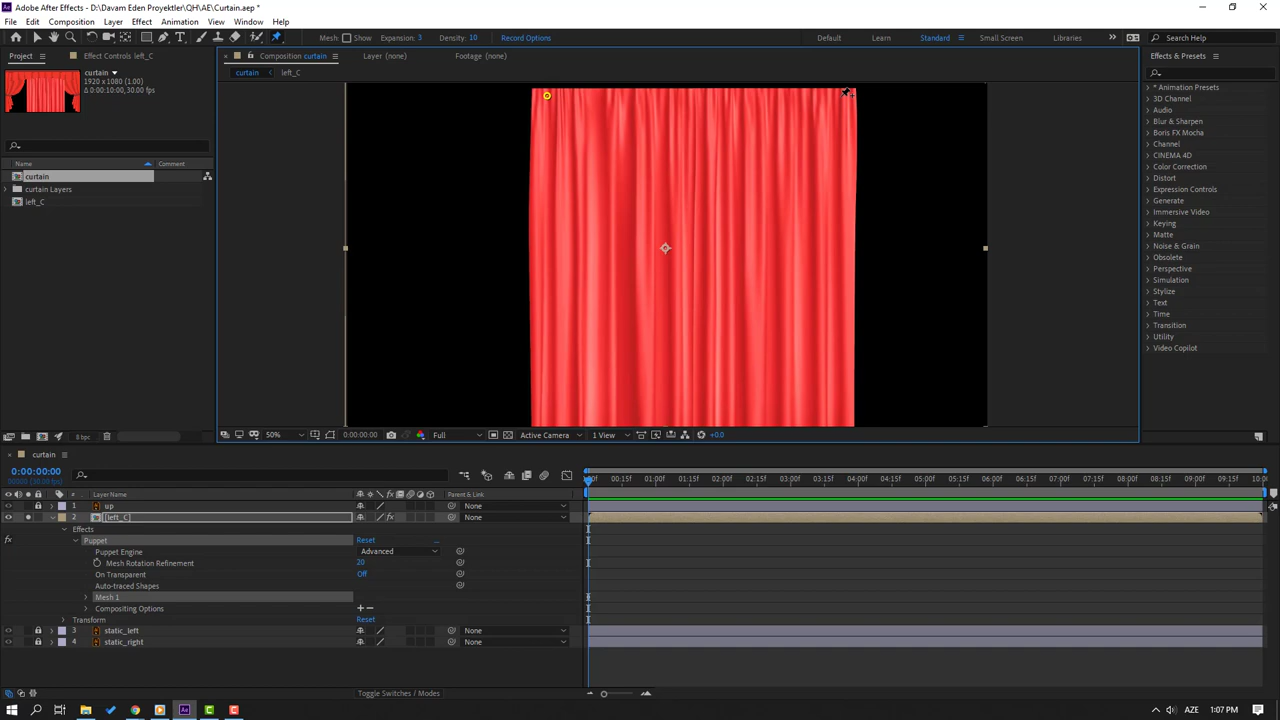 Adobe After Effects - D:\Davam Eden Proyektler\QH\AE\Curtain.aep *
File Edit Composition Layer Effect Animation View Window Help
Mesh: Show Expansion: 3 Density: 10 Record Options
Default Learn Standard Small Screen Libraries Search Help
Project Effect Controls left_C
Composition curtain Layer (none) Footage (none)
Effects & Presets
curtain left_C
curtain
1920 x 1080 (1.00)
Δ 0:00:10:00, 30.00 fps
Name Comment
curtain
curtain Layers
left_C
* Animation Presets
3D Channel
Audio
Blur & Sharpen
Boris FX Mocha
Channel
CINEMA 4D
Color Correction
Distort
Expression Controls
Generate
Immersive Video
Keying
Matte
Noise & Grain
Obsolete
Perspective
Simulation
Stylize
Text
Time
Transition
Utility
Video Copilot
8 bpc
50% 0:00:00:00 Full Active Camera 1 View +0.0
curtain
0:00:00:00
00000 (30.00 fps)
00:15f 01:00f 01:15f 02:00f 02:15f 03:00f 03:15f 04:00f 04:15f 05:00f 05:15f 06:00f 06:15f 07:00f 07:15f 08:00f 08:15f 09:00f 09:15f
# Layer Name Parent & Link
1 up None
2 [left_C] None
Effects
Puppet Reset
Puppet Engine Advanced
Mesh Rotation Refinement 20
On Transparent Off
Auto-traced Shapes
Mesh 1
Compositing Options
Transform Reset
3 static_left None
4 static_right None
Toggle Switches / Modes
AZE 1:07 PM